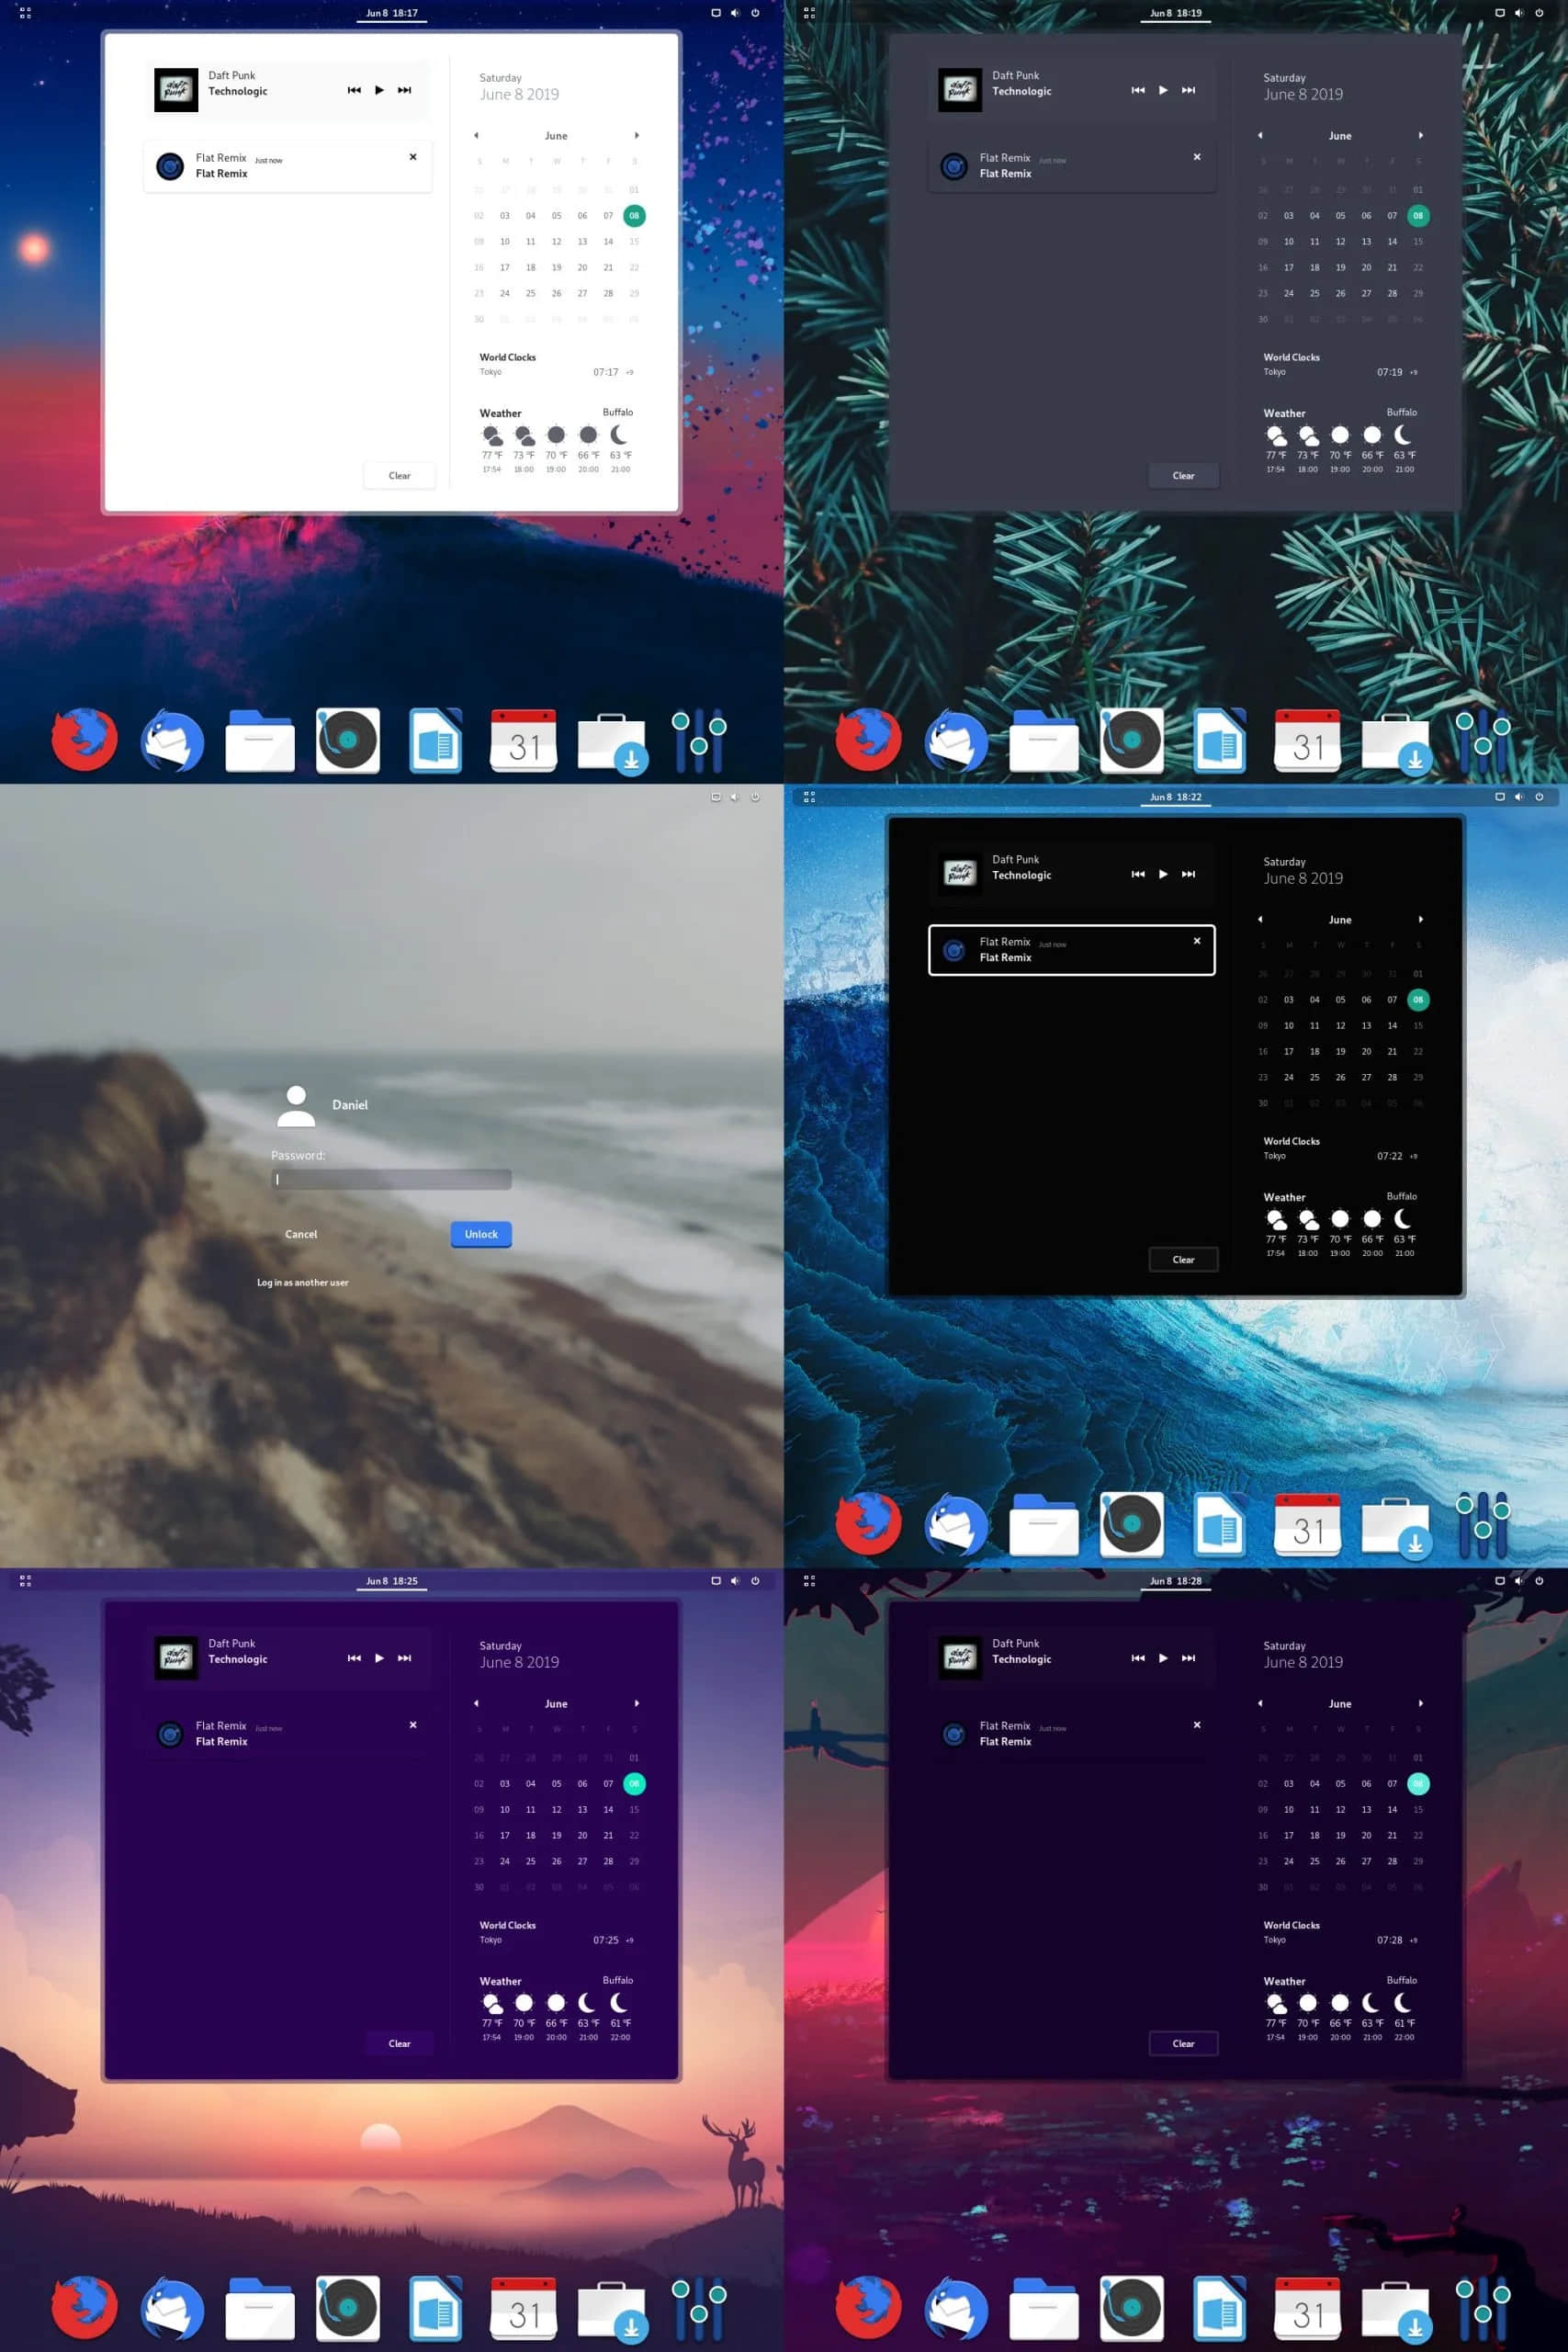 Jun 8 18:17
Daft Punk
Technologic
Flat Remix Just now
Flat Remix
Clear
Saturday
June 8 2019
June
S M T W T F S
26 27 28 29 30 31 01
02 03 04 05 06 07 08
09 10 11 12 13 14 15
16 17 18 19 20 21 22
23 24 25 26 27 28 29
30 01 02 03 04 05 06
World Clocks
Tokyo 07:17 +9
Weather Buffalo
77 °F 73 °F 70 °F 66 °F 63 °F
17:54 18:00 19:00 20:00 21:00
31
Jun 8 18:19
Daft Punk
Technologic
Flat Remix Just now
Flat Remix
Clear
Saturday
June 8 2019
June
S M T W T F S
26 27 28 29 30 31 01
02 03 04 05 06 07 08
09 10 11 12 13 14 15
16 17 18 19 20 21 22
23 24 25 26 27 28 29
30 01 02 03 04 05 06
World Clocks
Tokyo 07:19 +9
Weather Buffalo
77 °F 73 °F 70 °F 66 °F 63 °F
17:54 18:00 19:00 20:00 21:00
31
Daniel
Password:
Cancel Unlock
Log in as another user
Jun 8 18:22
Daft Punk
Technologic
Flat Remix Just now
Flat Remix
Clear
Saturday
June 8 2019
June
S M T W T F S
26 27 28 29 30 31 01
02 03 04 05 06 07 08
09 10 11 12 13 14 15
16 17 18 19 20 21 22
23 24 25 26 27 28 29
30 01 02 03 04 05 06
World Clocks
Tokyo 07:22 +9
Weather Buffalo
77 °F 73 °F 70 °F 66 °F 63 °F
17:54 18:00 19:00 20:00 21:00
31
Jun 8 18:25
Daft Punk
Technologic
Flat Remix Just now
Flat Remix
Clear
Saturday
June 8 2019
June
S M T W T F S
26 27 28 29 30 31 01
02 03 04 05 06 07 08
09 10 11 12 13 14 15
16 17 18 19 20 21 22
23 24 25 26 27 28 29
30 01 02 03 04 05 06
World Clocks
Tokyo 07:25 +9
Weather Buffalo
77 °F 70 °F 66 °F 63 °F 61 °F
17:54 19:00 20:00 21:00 22:00
31
Jun 8 18:28
Daft Punk
Technologic
Flat Remix Just now
Flat Remix
Clear
Saturday
June 8 2019
June
S M T W T F S
26 27 28 29 30 31 01
02 03 04 05 06 07 08
09 10 11 12 13 14 15
16 17 18 19 20 21 22
23 24 25 26 27 28 29
30 01 02 03 04 05 06
World Clocks
Tokyo 07:28 +9
Weather Buffalo
77 °F 70 °F 66 °F 63 °F 61 °F
17:54 19:00 20:00 21:00 22:00
31